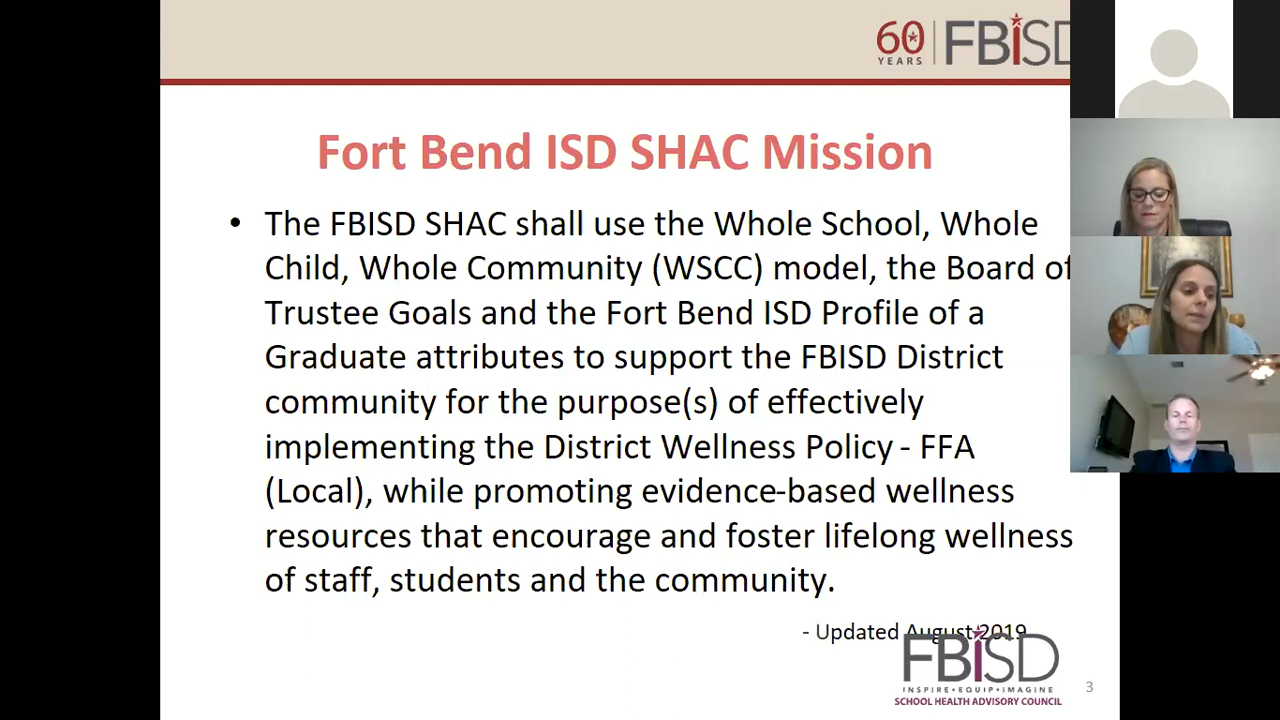 60 YEARS FBISD
Fort Bend ISD SHAC Mission
• The FBISD SHAC shall use the Whole School, Whole
Child, Whole Community (WSCC) model, the Board of
Trustee Goals and the Fort Bend ISD Profile of a
Graduate attributes to support the FBISD District
community for the purpose(s) of effectively
implementing the District Wellness Policy - FFA
(Local), while promoting evidence-based wellness
resources that encourage and foster lifelong wellness
of staff, students and the community.
- Updated August 2019
FBiSD
INSPIRE•EQUIP•IMAGINE
SCHOOL HEALTH ADVISORY COUNCIL
3